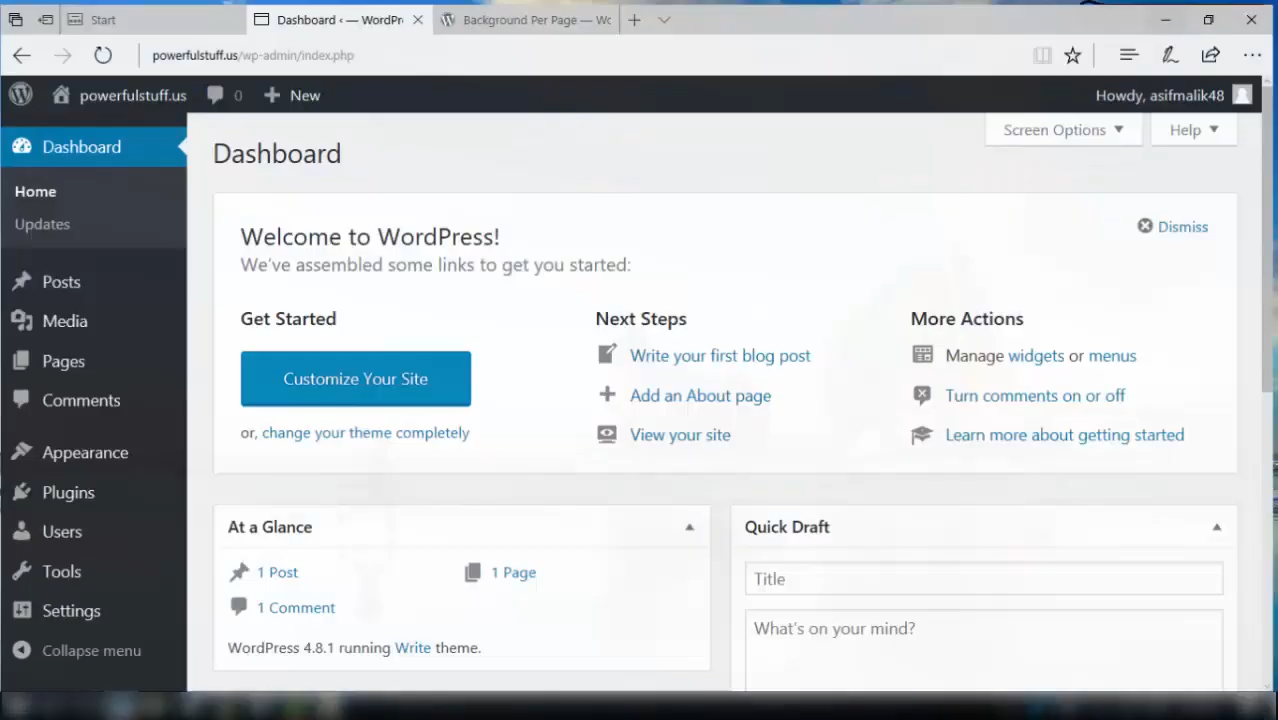 Start
Dashboard ‹ — WordPr
Background Per Page — Wo
powerfulstuff.us/wp-admin/index.php
powerfulstuff.us
0
New
Howdy, asifmalik48
Dashboard
Home
Updates
Posts
Media
Pages
Comments
Appearance
Plugins
Users
Tools
Settings
Collapse menu
Screen Options
Help
Dashboard
Dismiss
Welcome to WordPress!
We've assembled some links to get you started:
Get Started
Customize Your Site
or, change your theme completely
Next Steps
Write your first blog post
Add an About page
View your site
More Actions
Manage widgets or menus
Turn comments on or off
Learn more about getting started
At a Glance
1 Post
1 Page
1 Comment
WordPress 4.8.1 running Write theme.
Quick Draft
Title
What's on your mind?